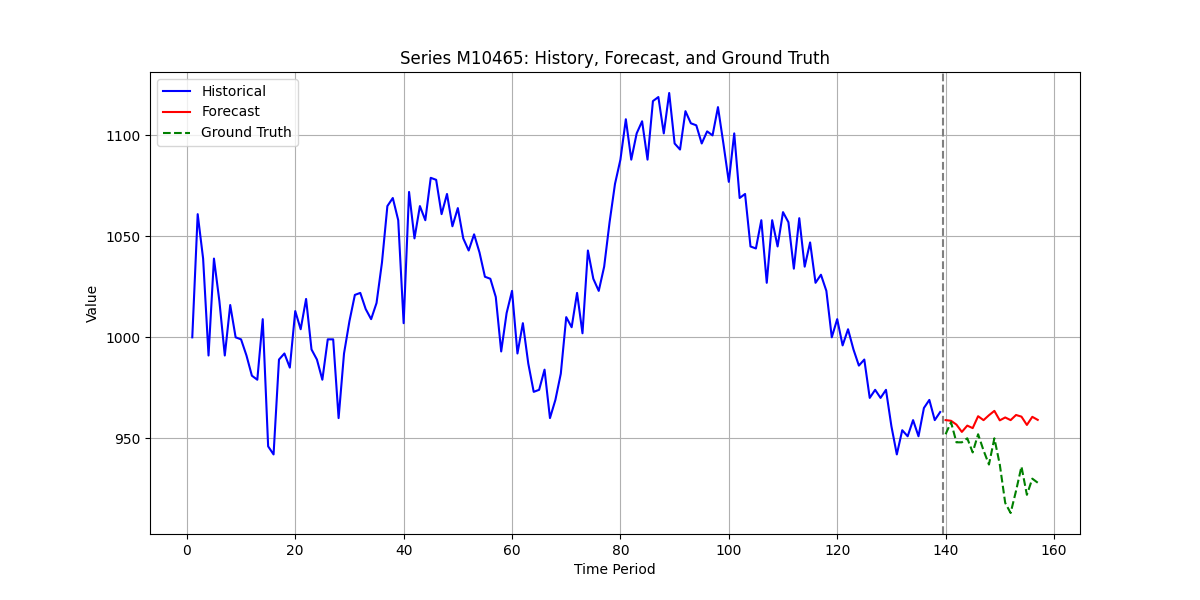 Series M10465: History, Forecast, and Ground Truth
Historical
Forecast
Ground Truth
Value
1100
1050
1000
950
0 20 40 60 80 100 120 140 160
Time Period